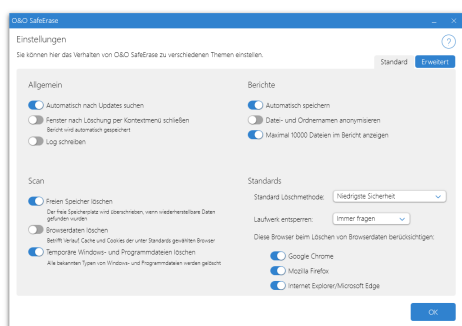 O&O SafeErase
Einstellungen
?
Sie können hier das Verhalten von O&O SafeErase zu verschiedenen Themen einstellen.
Standard
Erweitert
Allgemein
Automatisch nach Updates suchen
Fenster nach Löschung per Kontextmenü schließen
Bericht wird automatisch gespeichert
Log schreiben
Berichte
Automatisch speichern
Datei- und Ordnernamen anonymisieren
Maximal 10000 Dateien im Bericht anzeigen
Scan
Freien Speicher löschen
Der freie Speicherplatz wird überschrieben, wenn wiederherstellbare Daten
gefunden wurden
Browserdaten löschen
Betrifft Verlauf, Cache und Cookies der unter Standards gewählten Browser
Temporäre Windows- und Programmdateien löschen
Alle bekannten Typen von Windows- und Programmdateien werden gelöscht
Standards
Standard Löschmethode: Niedrigste Sicherheit
Laufwerk entsperren: Immer fragen
Diese Browser beim Löschen von Browserdaten berücksichtigen:
Google Chrome
Mozilla Firefox
Internet Explorer/Microsoft Edge
OK